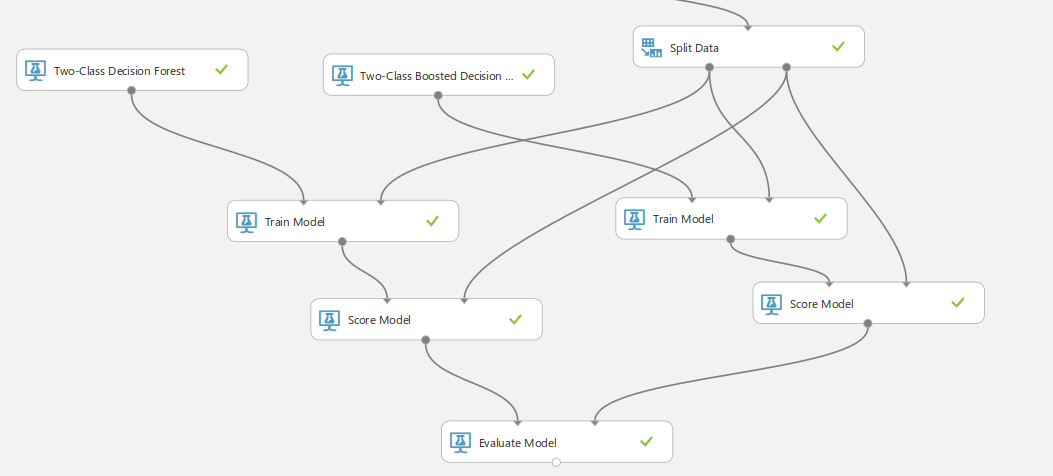 Split Data
Two-Class Decision Forest
Two-Class Boosted Decision ...
Train Model
Train Model
Score Model
Score Model
Evaluate Model